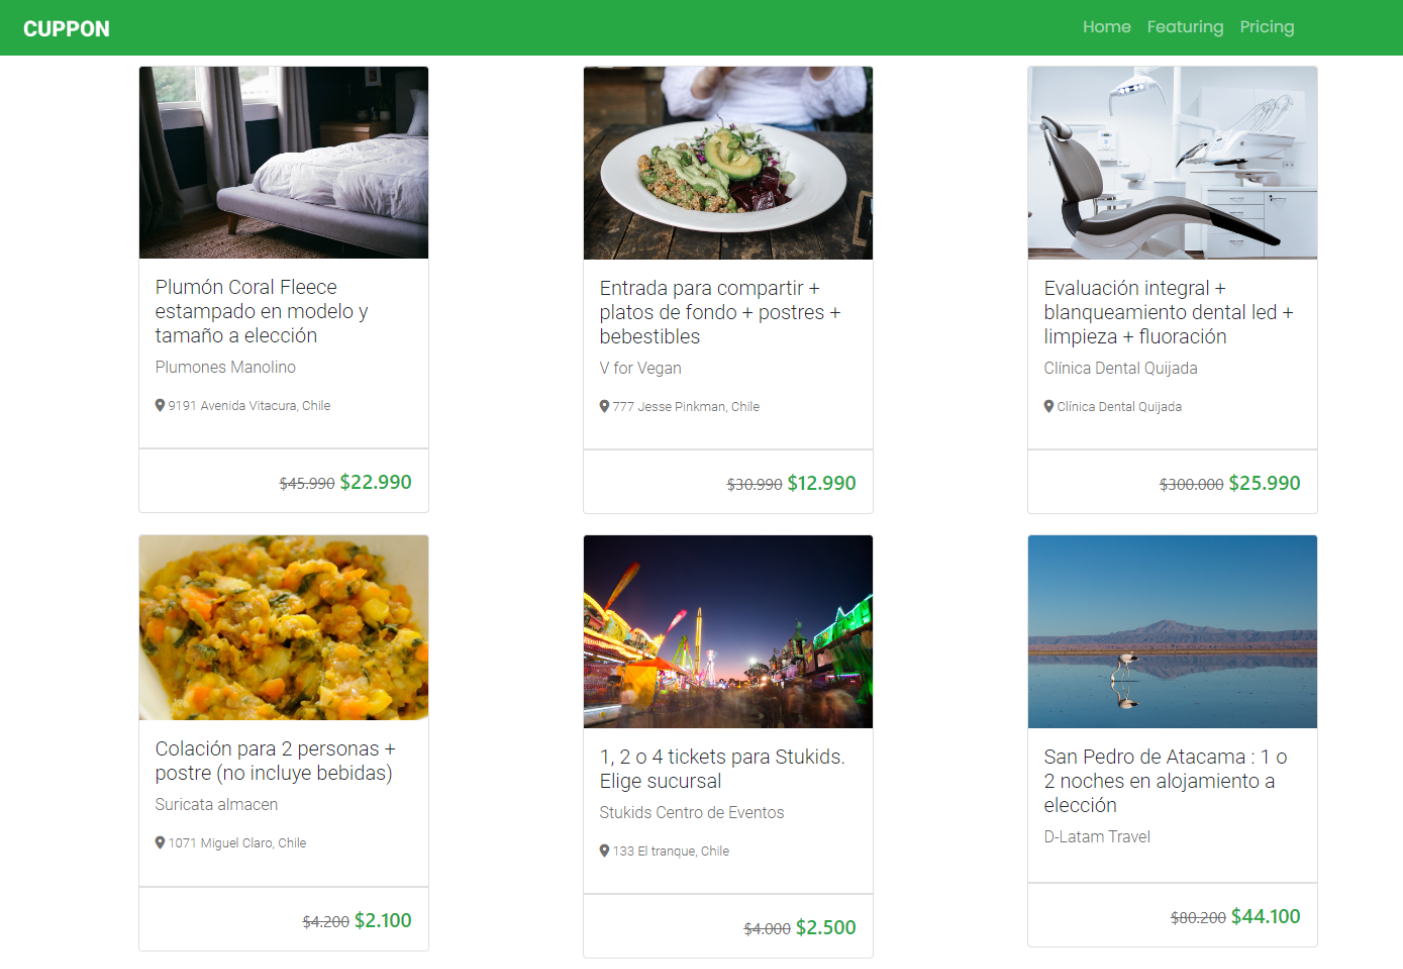 CUPPON
Home Featuring Pricing
Plumón Coral Fleece
estampado en modelo y
tamaño a elección
Plumones Manolino
9191 Avenida Vitacura, Chile
$45.990 $22.990
Entrada para compartir +
platos de fondo + postres +
bebestibles
V for Vegan
777 Jesse Pinkman, Chile
$30.990 $12.990
Evaluación integral +
blanqueamiento dental led +
limpieza + fluoración
Clínica Dental Quijada
Clínica Dental Quijada
$300.000 $25.990
Colación para 2 personas +
postre (no incluye bebidas)
Suricata almacen
1071 Miguel Claro, Chile
$4.200 $2.100
1, 2 o 4 tickets para Stukids.
Elige sucursal
Stukids Centro de Eventos
133 El tranque, Chile
$4.000 $2.500
San Pedro de Atacama : 1 o
2 noches en alojamiento a
elección
D-Latam Travel
$80.200 $44.100